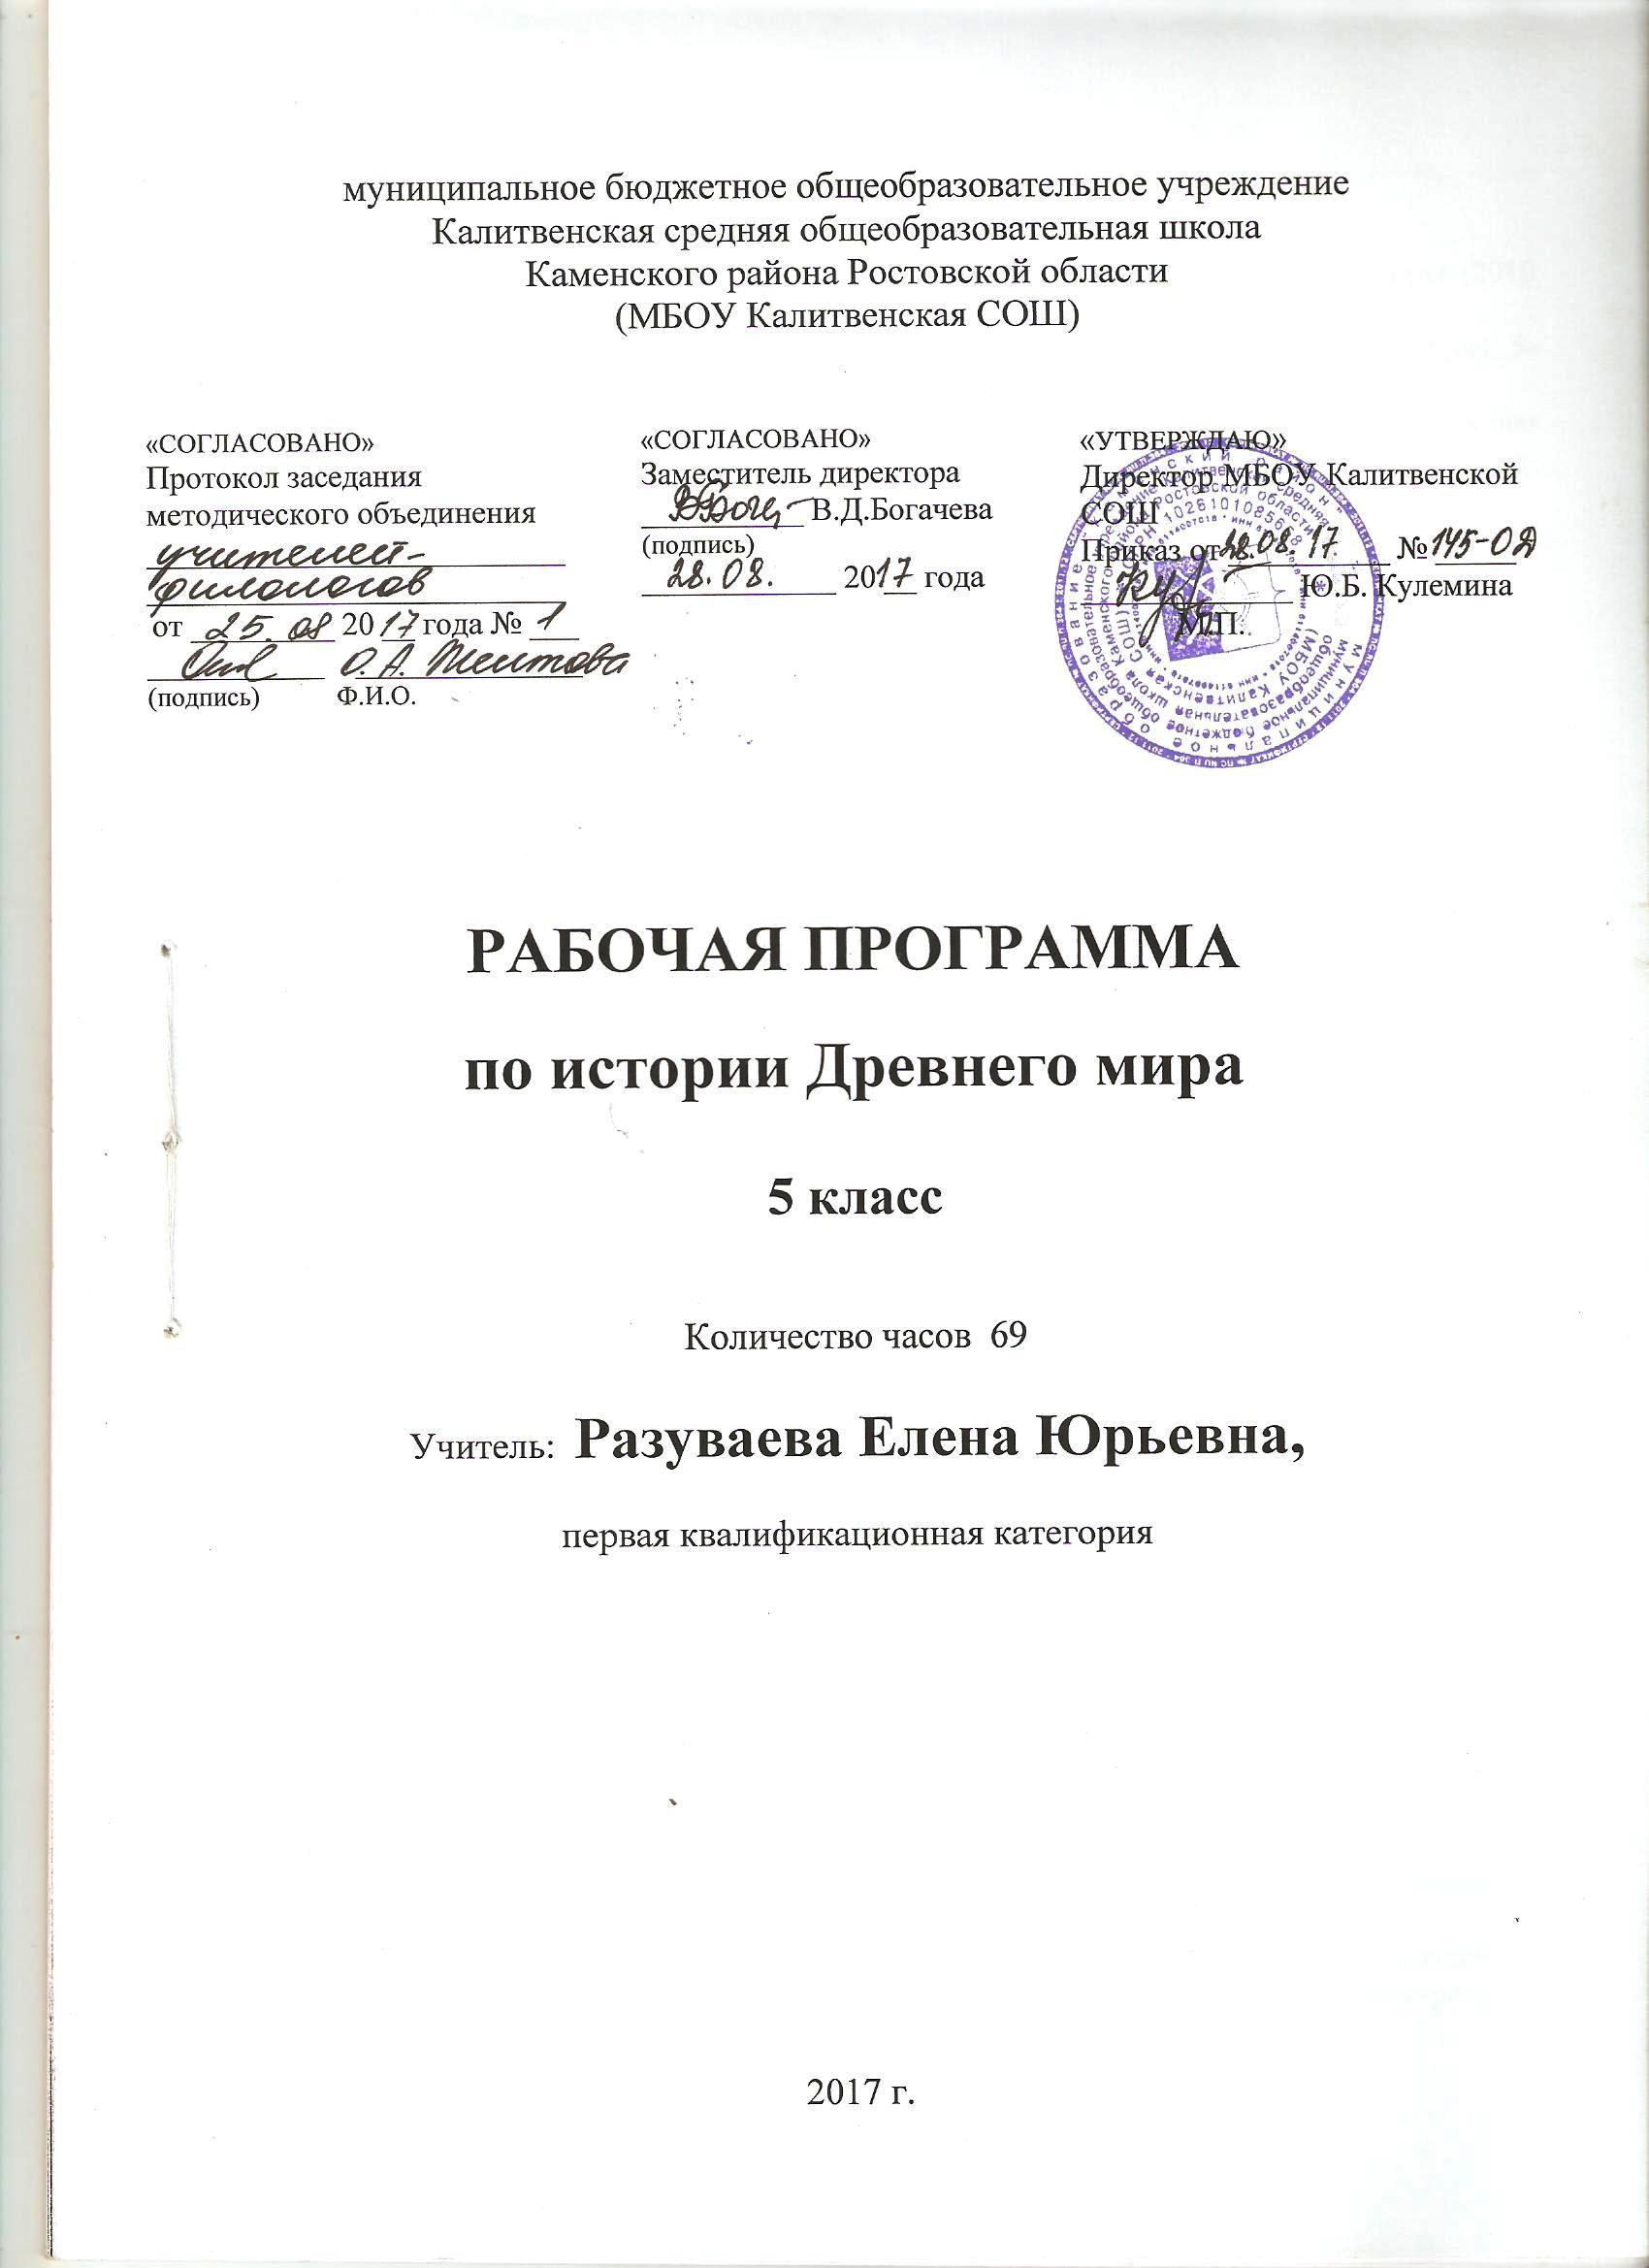 муниципальное бюджетное общеобразовательное учреждение
Калитвенская средняя общеобразовательная школа
Каменского района Ростовской области
(МБОУ Калитвенская СОШ)
«СОГЛАСОВАНО»
Протокол заседания
методического объединения
учителей-
филологов
от 25.08 2017 года № 1
О.А.
(подпись) Ф.И.О.
«СОГЛАСОВАНО»
Заместитель директора
В.Д.Богачева
(подпись)
28.08. 2017 года
«УТВЕРЖДАЮ»
Директор МБОУ Калитвенской
СОШ
Приказ от 28.08.17 № 145-ОД
Ю.Б. Кулемина
М.П.
РАБОЧАЯ ПРОГРАММА
по истории Древнего мира
5 класс
Количество часов 69
Учитель: Разуваева Елена Юрьевна,
первая квалификационная категория
2017 г.